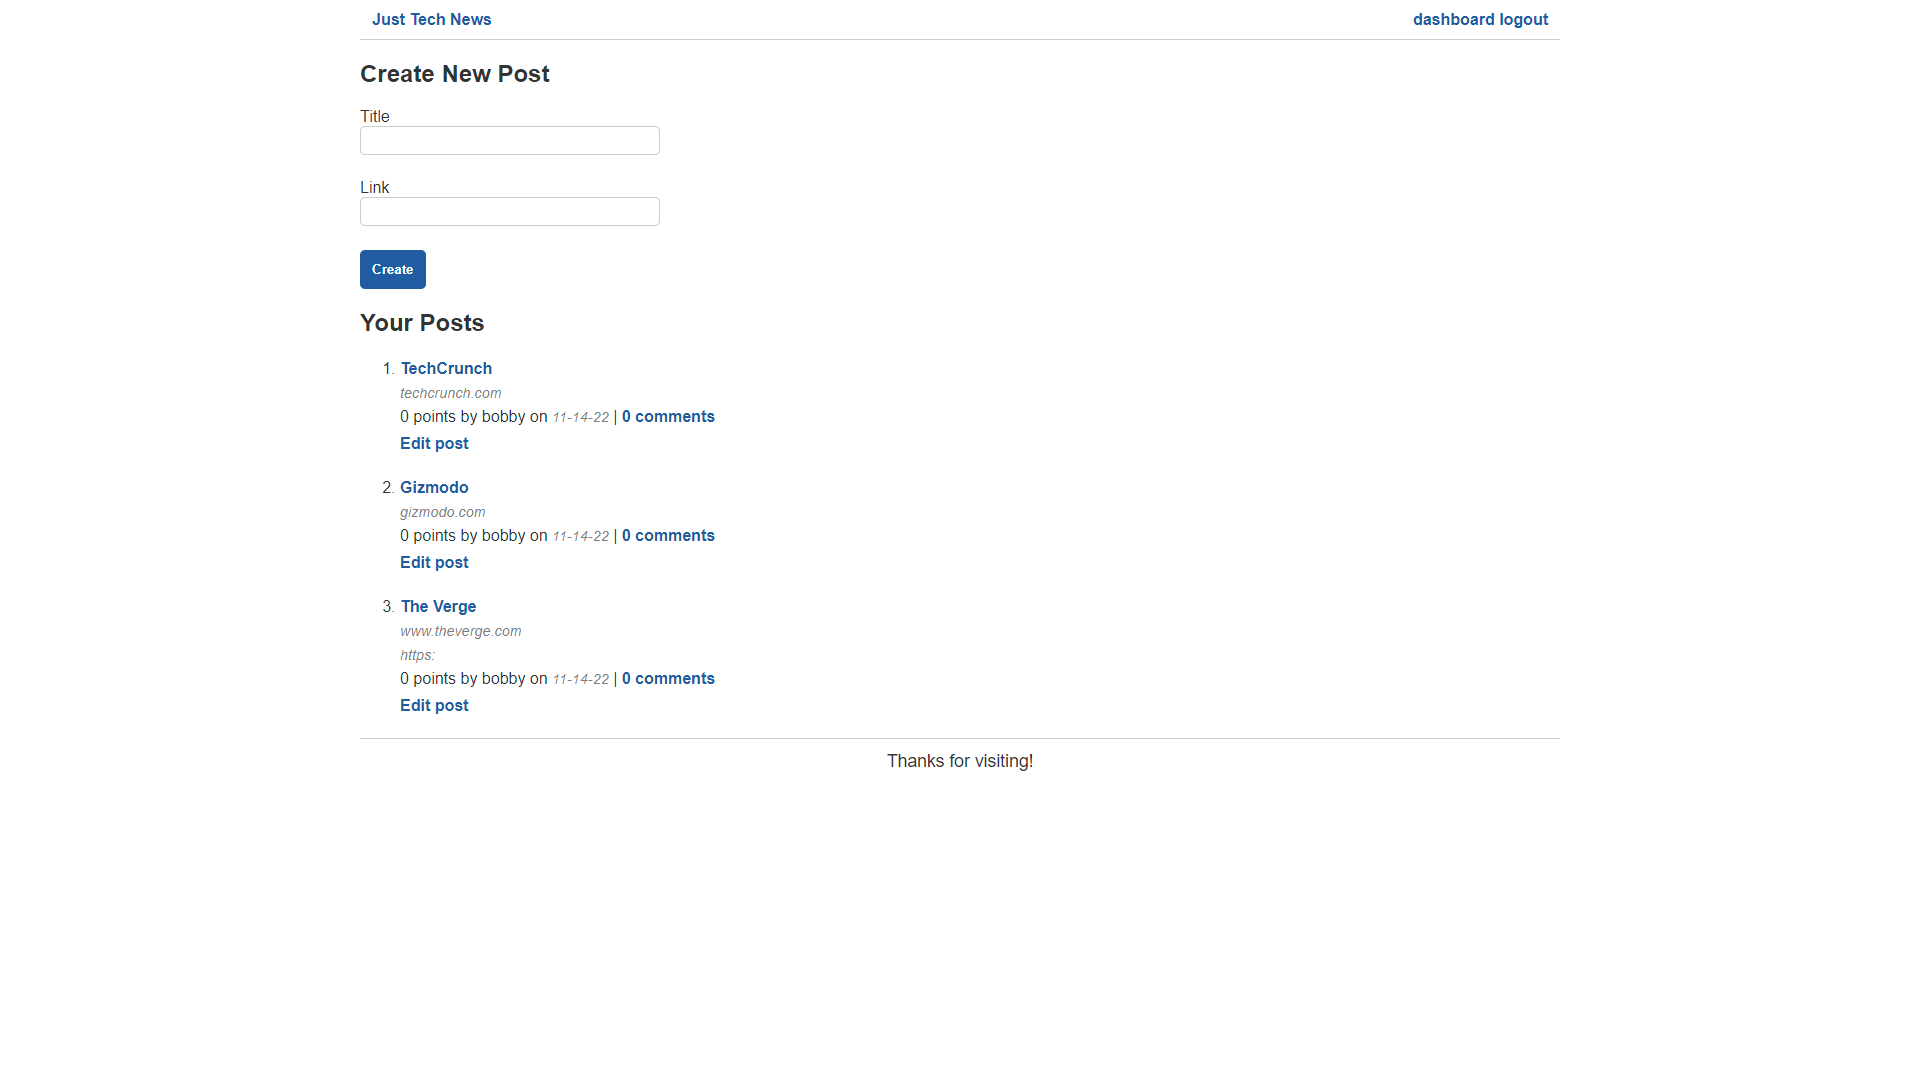 Just Tech News
dashboard logout
Create New Post
Title
Link
Create
Your Posts
1. TechCrunch
techcrunch.com
0 points by bobby on 11-14-22 | 0 comments
Edit post
2. Gizmodo
gizmodo.com
0 points by bobby on 11-14-22 | 0 comments
Edit post
3. The Verge
www.theverge.com
https:
0 points by bobby on 11-14-22 | 0 comments
Edit post
Thanks for visiting!